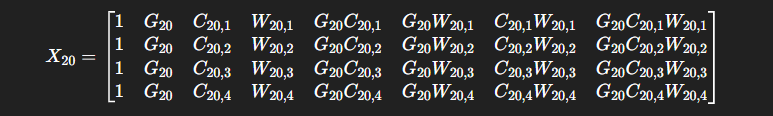 1 G₂₀ C₂₀,₁ W₂₀,₁ G₂₀C₂₀,₁ G₂₀W₂₀,₁ C₂₀,₁W₂₀,₁ G₂₀C₂₀,₁W₂₀,₁
X₂₀ = 1 G₂₀ C₂₀,₂ W₂₀,₂ G₂₀C₂₀,₂ G₂₀W₂₀,₂ C₂₀,₂W₂₀,₂ G₂₀C₂₀,₂W₂₀,₂
1 G₂₀ C₂₀,₃ W₂₀,₃ G₂₀C₂₀,₃ G₂₀W₂₀,₃ C₂₀,₃W₂₀,₃ G₂₀C₂₀,₃W₂₀,₃
1 G₂₀ C₂₀,₄ W₂₀,₄ G₂₀C₂₀,₄ G₂₀W₂₀,₄ C₂₀,₄W₂₀,₄ G₂₀C₂₀,₄W₂₀,₄